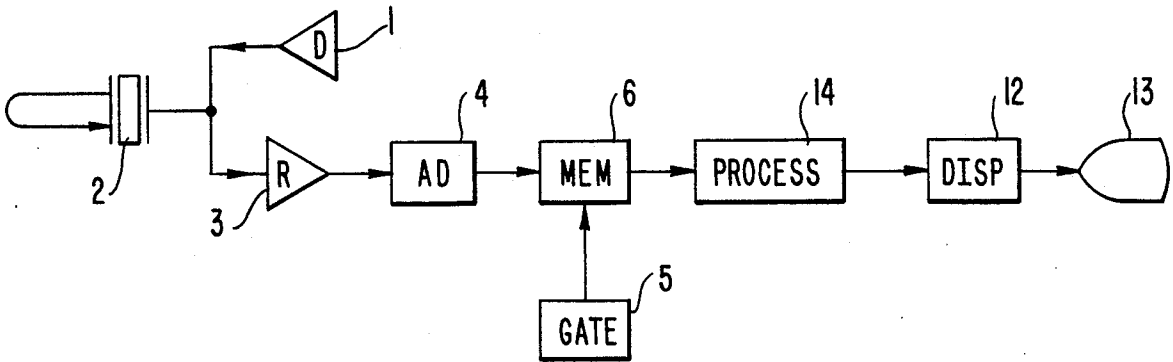 D 1
2
R 3
AD 4
MEM 6
PROCESS 14
DISP 12
13
GATE 5